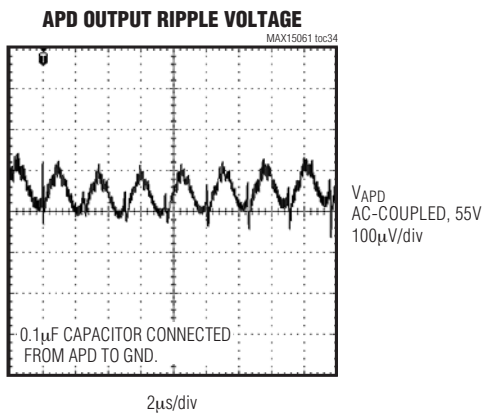 APD OUTPUT RIPPLE VOLTAGE
MAX15061 toc34
VAPD
AC-COUPLED, 55V
100μV/div
0.1μF CAPACITOR CONNECTED
FROM APD TO GND.
2μs/div